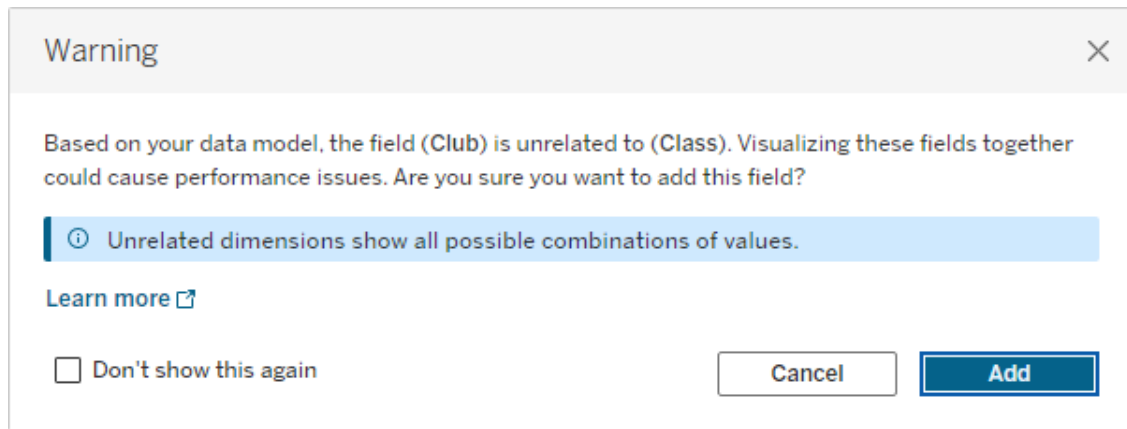 Warning
Based on your data model, the field (Club) is unrelated to (Class). Visualizing these fields together
could cause performance issues. Are you sure you want to add this field?
Unrelated dimensions show all possible combinations of values.
Learn more
Don't show this again
Cancel
Add